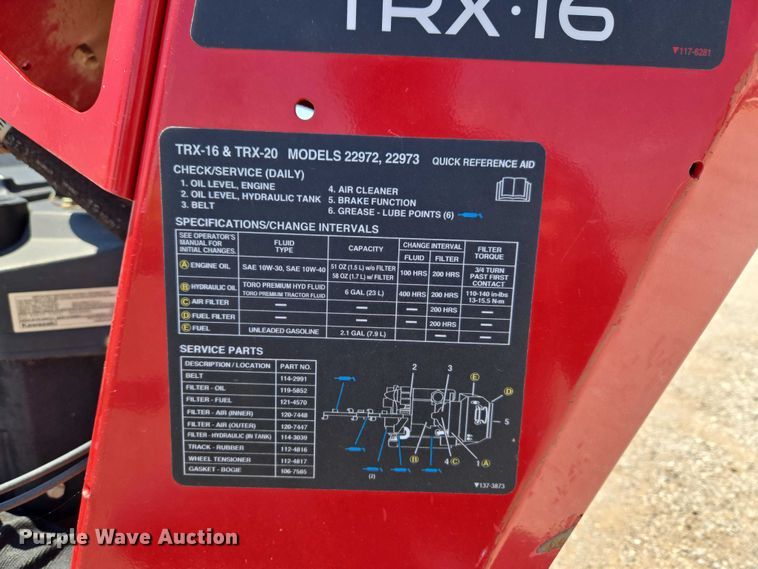 TRX·16
▼117-6281
TRX-16 & TRX-20 MODELS 22972, 22973 QUICK REFERENCE AID
CHECK/SERVICE (DAILY)
1. OIL LEVEL, ENGINE
2. OIL LEVEL, HYDRAULIC TANK
3. BELT
4. AIR CLEANER
5. BRAKE FUNCTION
6. GREASE - LUBE POINTS (6)
SPECIFICATIONS/CHANGE INTERVALS
SEE OPERATOR'S MANUAL FOR INITIAL CHANGES. FLUID TYPE CAPACITY CHANGE INTERVAL FLUID FILTER FILTER TORQUE
A ENGINE OIL SAE 10W-30, SAE 10W-40 51 OZ (1.5 L) w/o FILTER 58 OZ (1.7 L) w/ FILTER 100 HRS 200 HRS 3/4 TURN PAST FIRST CONTACT
B HYDRAULIC OIL TORO PREMIUM HYD FLUID TORO PREMIUM TRACTOR FLUID 6 GAL (23 L) 400 HRS 200 HRS 110-140 in-lbs 13-15.5 N-m
C AIR FILTER — — — 200 HRS —
D FUEL FILTER — — — 200 HRS —
E FUEL UNLEADED GASOLINE 2.1 GAL (7.9 L) — — —
SERVICE PARTS
DESCRIPTION / LOCATION PART NO.
BELT 114-2991
FILTER - OIL 119-5852
FILTER - FUEL 121-4570
FILTER - AIR (INNER) 120-7448
FILTER - AIR (OUTER) 120-7447
FILTER - HYDRAULIC (IN TANK) 114-3039
TRACK - RUBBER 112-4816
WHEEL TENSIONER 112-4817
GASKET - BOGIE 106-7565
2 3 E D 5
(2) B 4 C 1 A
▼137-3873
Kawasaki
Purple Wave Auction